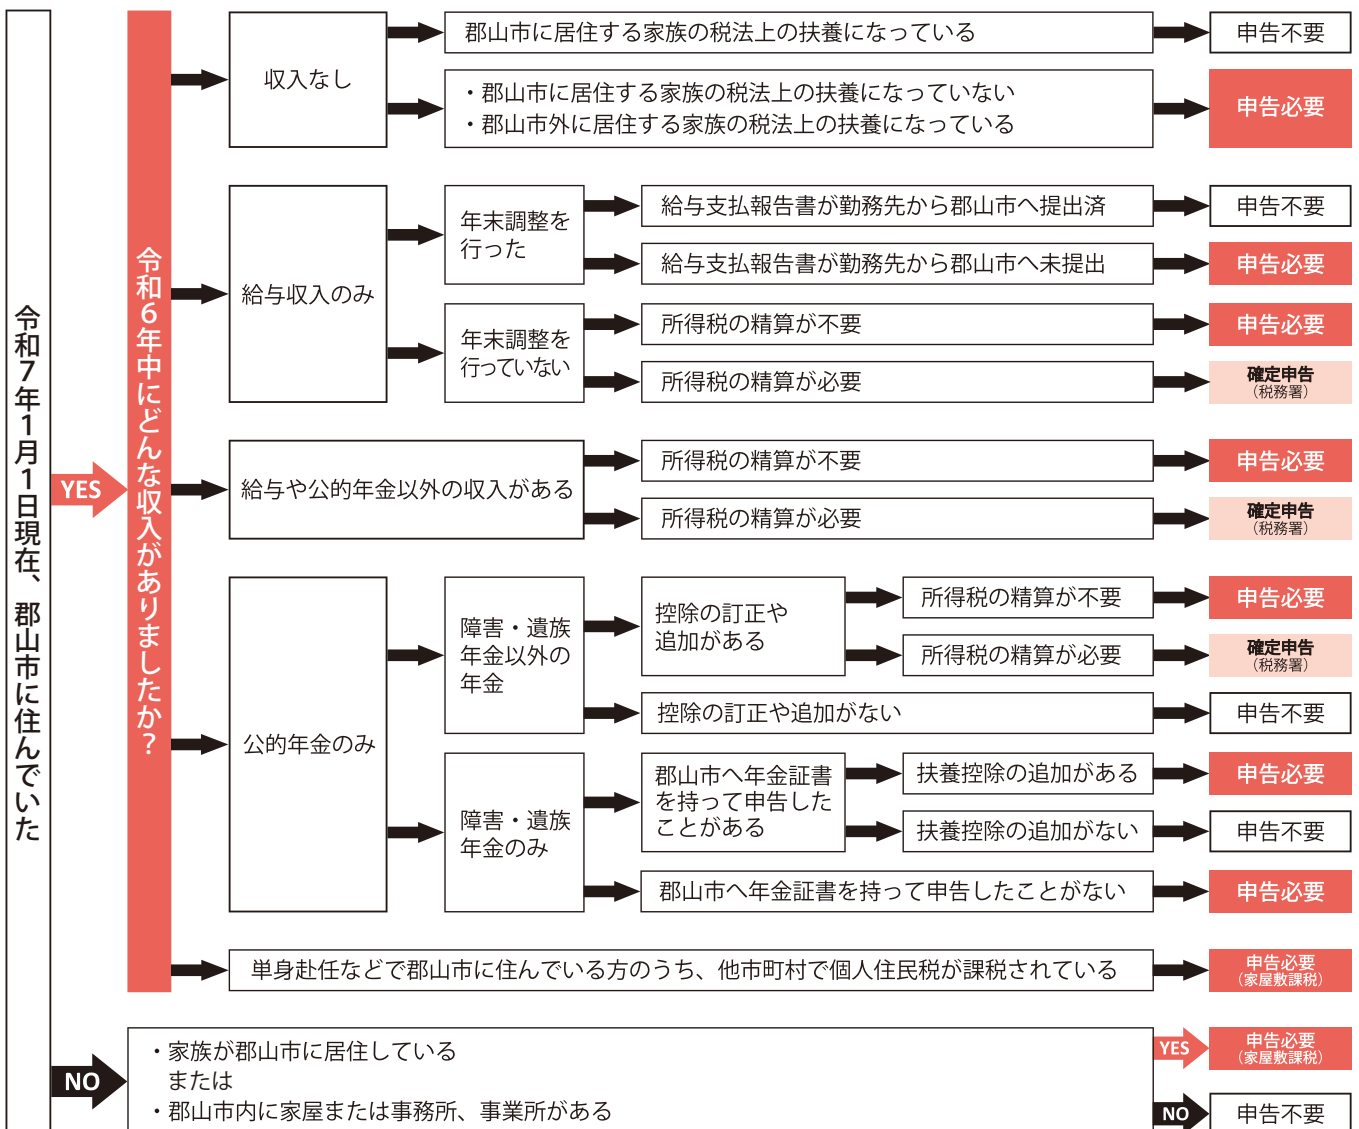 令和7年1月1日現在、郡山市に住んでいた
YES
令和6年中にどんな収入がありましたか？
収入なし
郡山市に居住する家族の税法上の扶養になっている
申告不要
・郡山市に居住する家族の税法上の扶養になっていない
・郡山市外に居住する家族の税法上の扶養になっている
申告必要
給与収入のみ
年末調整を
行った
給与支払報告書が勤務先から郡山市へ提出済
申告不要
給与支払報告書が勤務先から郡山市へ未提出
申告必要
年末調整を
行っていない
所得税の精算が不要
申告必要
所得税の精算が必要
確定申告
（税務署）
給与や公的年金以外の収入がある
所得税の精算が不要
申告必要
所得税の精算が必要
確定申告
（税務署）
公的年金のみ
障害・遺族
年金以外の
年金
控除の訂正や
追加がある
所得税の精算が不要
申告必要
所得税の精算が必要
確定申告
（税務署）
控除の訂正や追加がない
申告不要
障害・遺族
年金のみ
郡山市へ年金証書
を持って申告した
ことがある
扶養控除の追加がある
申告必要
扶養控除の追加がない
申告不要
郡山市へ年金証書を持って申告したことがない
申告必要
単身赴任などで郡山市に住んでいる方のうち、他市町村で個人住民税が課税されている
申告必要
（家屋敷課税）
NO
・家族が郡山市に居住している
または
・郡山市内に家屋または事務所、事業所がある
YES
申告必要
（家屋敷課税）
NO
申告不要